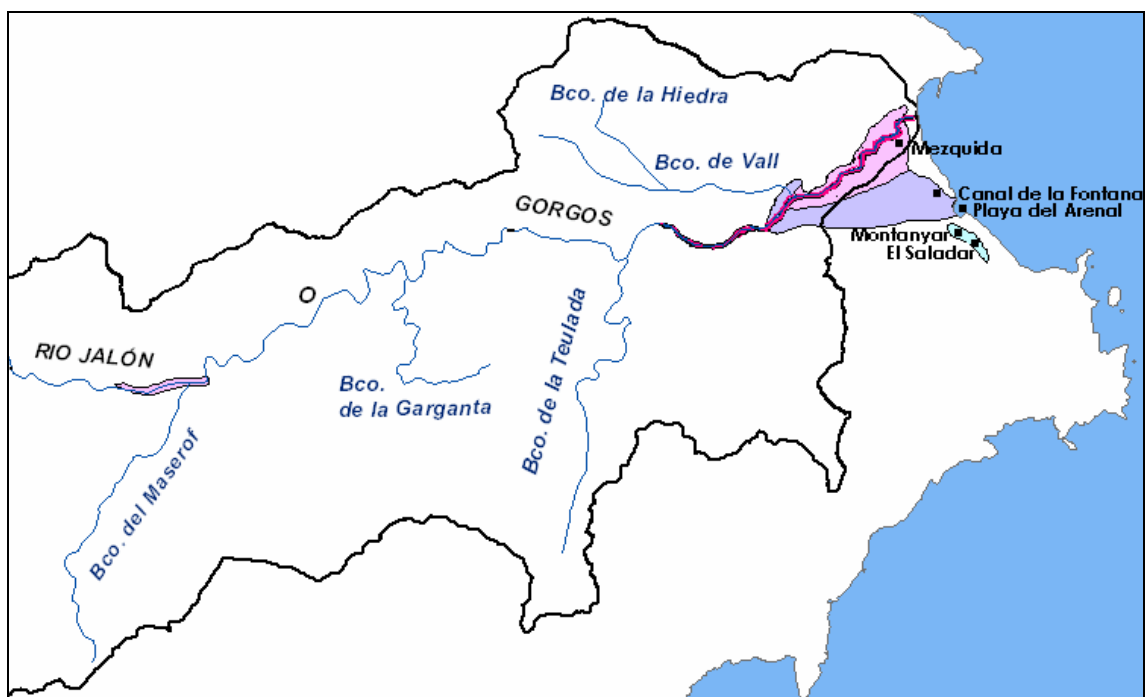 Bco. de la Hiedra
Mezquida
Bco. de Vall
Canal de la Fontana
Playa del Arenal
GORGOS
Montanyar
El Saladar
O
RIO JALÓN
Bco.
de la Garganta
Bco. de la Teulada
Bco. del Maserof